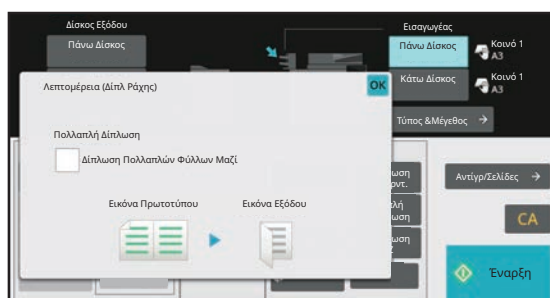 Δίσκος Εξόδου
Πάνω Δίσκος
Εισαγωγέας
Πάνω Δίσκος
Κοινό 1
A3
Κάτω Δίσκος
Κοινό 1
A3
Τύπος &Μέγεθος
Λεπτομέρεια (Δίπλ Ράχης)
OK
Πολλαπλή Δίπλωση
Δίπλωση Πολλαπλών Φύλλων Μαζί
Εικόνα Πρωτοτύπου
Εικόνα Εξόδου
Αντίγρ/Σελίδες
CA
Έναρξη